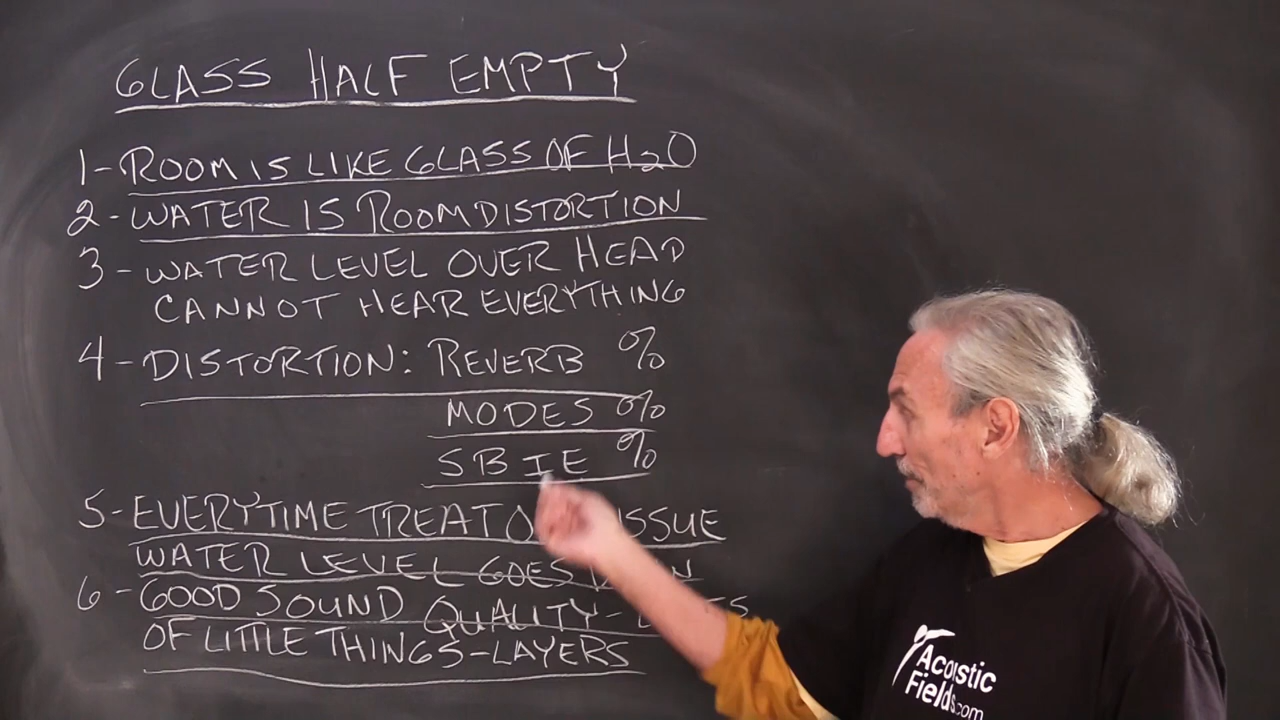 GLASS HALF EMPTY
1-ROOM IS LIKE GLASS OF H2O
2-WATER IS ROOM DISTORTION
3-WATER LEVEL OVER HEAD
CANNOT HEAR EVERYTHING
4-DISTORTION: REVERB %
MODES %
SBIE %
5-EVERYTIME TREAT ISSUE
WATER LEVEL GOES
6-GOOD SOUND QUALITY-
OF LITTLE THINGS-LAYERS
Acoustic
Fields.com